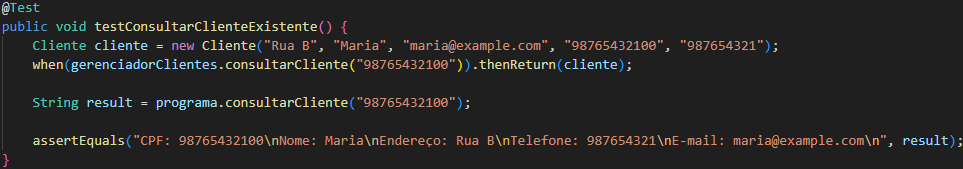 @Test
public void testConsultarClienteExistente() {
    Cliente cliente = new Cliente("Rua B", "Maria", "maria@example.com", "98765432100", "987654321");
    when(gerenciadorClientes.consultarCliente("98765432100")).thenReturn(cliente);

    String result = programa.consultarCliente("98765432100");

    assertEquals("CPF: 98765432100\nNome: Maria\nEndereço: Rua B\nTelefone: 987654321\nE-mail: maria@example.com\n", result);
}